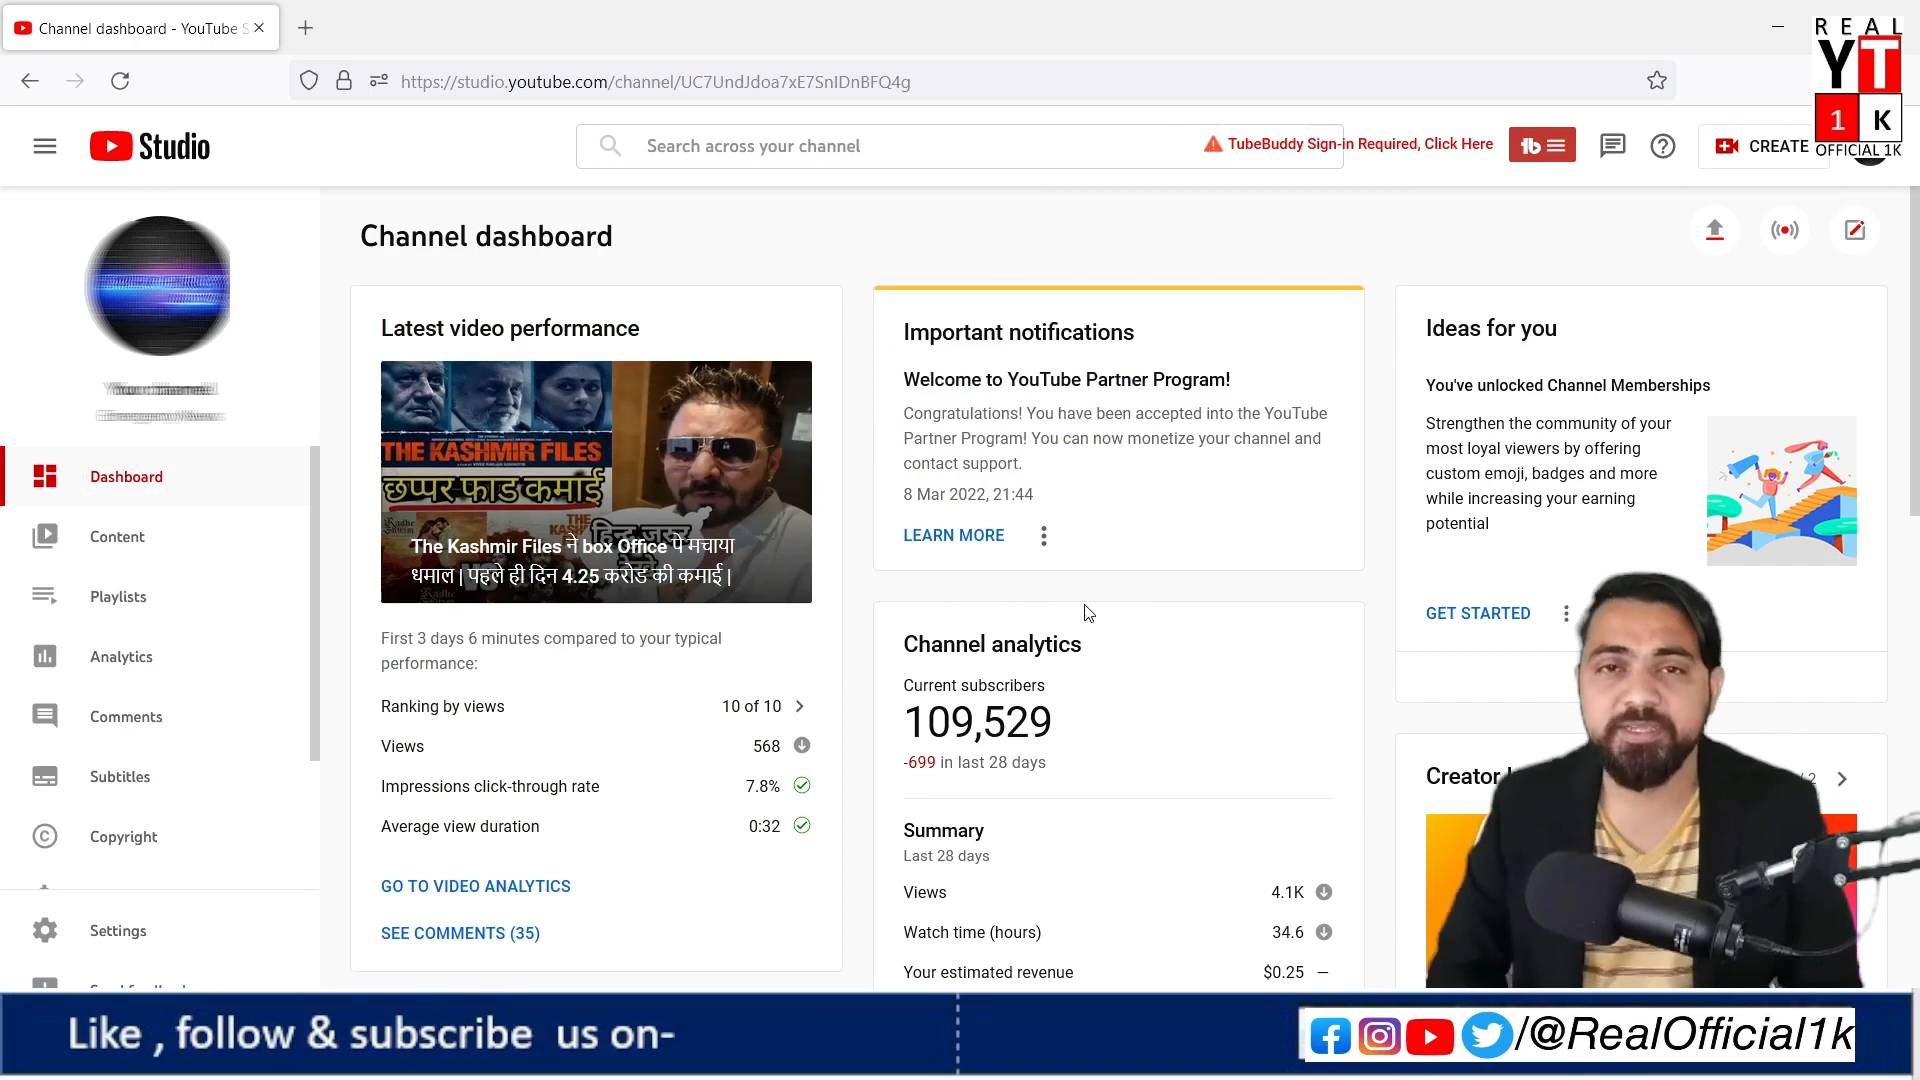 Channel dashboard - YouTube S
https://studio.youtube.com/channel/UC7UndJdoa7xE7SnIDnBFQ4g
REAL
YT
1 K
OFFICIAL 1K
Studio
Search across your channel
TubeBuddy Sign-in Required, Click Here
CREATE
Channel dashboard
Dashboard
Content
Playlists
Analytics
Comments
Subtitles
Copyright
Settings
Latest video performance
THE KASHMIR FILES
छप्पर फाड कमाई
The Kashmir Files ने box Office पे मचाया
धमाल | पहले ही दिन 4.25 करोड की कमाई |
First 3 days 6 minutes compared to your typical
performance:
Ranking by views 10 of 10
Views 568
Impressions click-through rate 7.8%
Average view duration 0:32
GO TO VIDEO ANALYTICS
SEE COMMENTS (35)
Important notifications
Welcome to YouTube Partner Program!
Congratulations! You have been accepted into the YouTube
Partner Program! You can now monetize your channel and
contact support.
8 Mar 2022, 21:44
LEARN MORE
Channel analytics
Current subscribers
109,529
-699 in last 28 days
Summary
Last 28 days
Views 4.1K
Watch time (hours) 34.6
Your estimated revenue $0.25 —
Ideas for you
You've unlocked Channel Memberships
Strengthen the community of your
most loyal viewers by offering
custom emoji, badges and more
while increasing your earning
potential
GET STARTED
Creator
Like , follow & subscribe us on-
/@RealOfficial1k